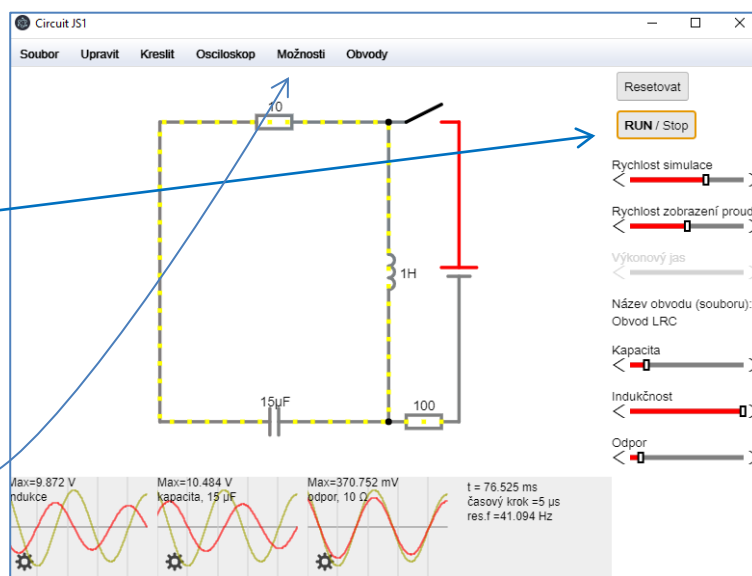 Circuit JS1
Soubor Upravit Kreslit Osciloskop Možnosti Obvody
Resetovat
RUN / Stop
Rychlost simulace
Rychlost zobrazení proud
Výkonový jas
Název obvodu (souboru):
Obvod LRC
Kapacita
Indukčnost
Odpor
10
1H
15µF
100
Max=9.872 V
ndukce
Max=10.484 V
kapacita, 15 µF
Max=370.752 mV
odpor, 10 Ω
t = 76.525 ms
časový krok =5 µs
res.f =41.094 Hz